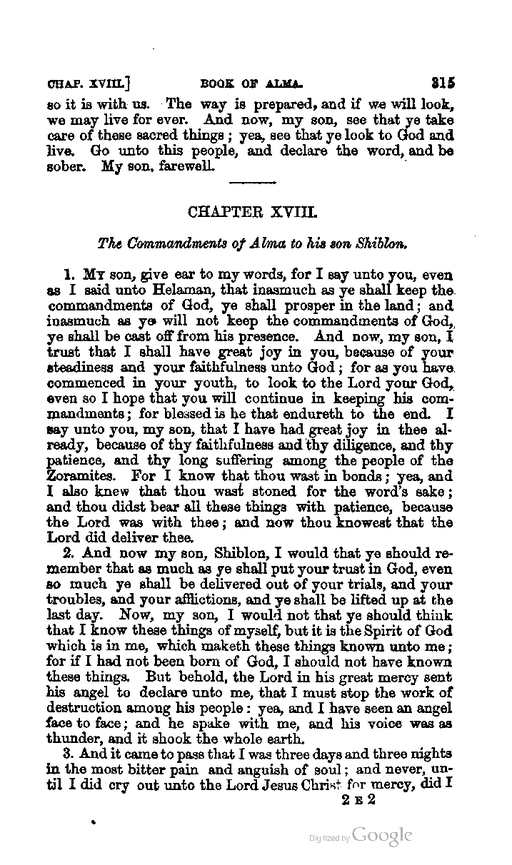 CHAP. XVIII.] BOOK OF ALMA. 315
so it is with us. The way is prepared, and if we will look,
we may live for ever. And now, my son, see that ye take
care of these sacred things; yea, see that ye look to God and
live. Go unto this people, and declare the word, and be
sober. My son, farewell.
CHAPTER XVIII.
The Commandments of Alma to his son Shiblon.
1. MY son, give ear to my words, for I say unto you, even
as I said unto Helaman, that inasmuch as ye shall keep the
commandments of God, ye shall prosper in the land; and
inasmuch as ye will not keep the commandments of God,
ye shall be cast off from his presence. And now, my son, I
trust that I shall have great joy in you, because of your
steadiness and your faithfulness unto God; for as you have
commenced in your youth, to look to the Lord your God,
even so I hope that you will continue in keeping his com-
mandments; for blessed is he that endureth to the end. I
say unto you, my son, that I have had great joy in thee al-
ready, because of thy faithfulness and thy diligence, and thy
patience, and thy long suffering among the people of the
Zoramites. For I know that thou wast in bonds; yea, and
I also knew that thou wast stoned for the word's sake;
and thou didst bear all these things with patience, because
the Lord was with thee; and now thou knowest that the
Lord did deliver thee.
2. And now my son, Shiblon, I would that ye should re-
member that as much as ye shall put your trust in God, even
so much ye shall be delivered out of your trials, and your
troubles, and your afflictions, and ye shall be lifted up at the
last day. Now, my son, I would not that ye should think
that I know these things of myself, but it is the Spirit of God
which is in me, which maketh these things known unto me;
for if I had not been born of God, I should not have known
these things. But behold, the Lord in his great mercy sent
his angel to declare unto me, that I must stop the work of
destruction among his people: yea, and I have seen an angel
face to face; and he spake with me, and his voice was as
thunder, and it shook the whole earth.
3. And it came to pass that I was three days and three nights
in the most bitter pain and anguish of soul; and never, un-
til I did cry out unto the Lord Jesus Christ for mercy, did I
2 E 2
Digitized by Google